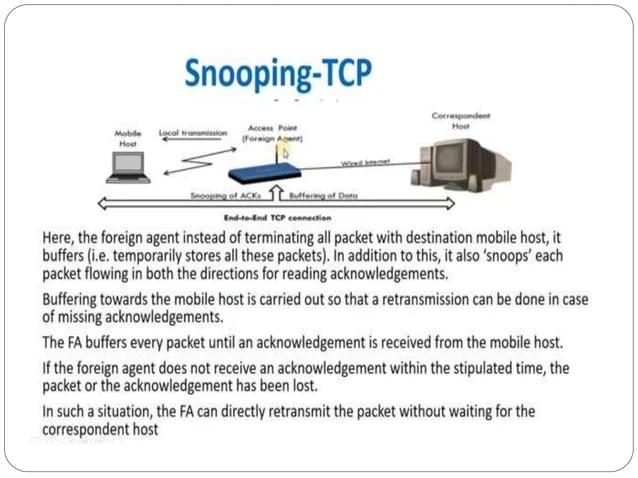 Snooping-TCP
Correspondent
Host
Mobile
Host
Local transmission
Access Point
(Foreign Agent)
Wired Internet
Snooping of ACKs
Buffering of Data
End-to-End TCP connection
Here, the foreign agent instead of terminating all packet with destination mobile host, it
buffers (i.e. temporarily stores all these packets). In addition to this, it also ‘snoops’ each
packet flowing in both the directions for reading acknowledgements.
Buffering towards the mobile host is carried out so that a retransmission can be done in case
of missing acknowledgements.
The FA buffers every packet until an acknowledgement is received from the mobile host.
If the foreign agent does not receive an acknowledgement within the stipulated time, the
packet or the acknowledgement has been lost.
In such a situation, the FA can directly retransmit the packet without waiting for the
correspondent host